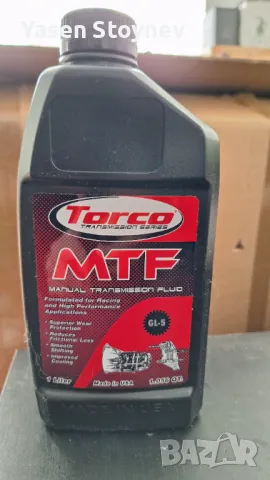 Yasen Stoynev
Torco
TRANSMISSION SERIES
MTF
MANUAL TRANSMISSION FLUID
Formulated for Racing
and High Performance
Applications
• Superior Wear
Protection
• Reduces
Frictional Loss
• Smooth
Shifting
• Improved
Cooling
GL-5
1 Liter
Made in USA
1.056 QT.
BAZAR
bg